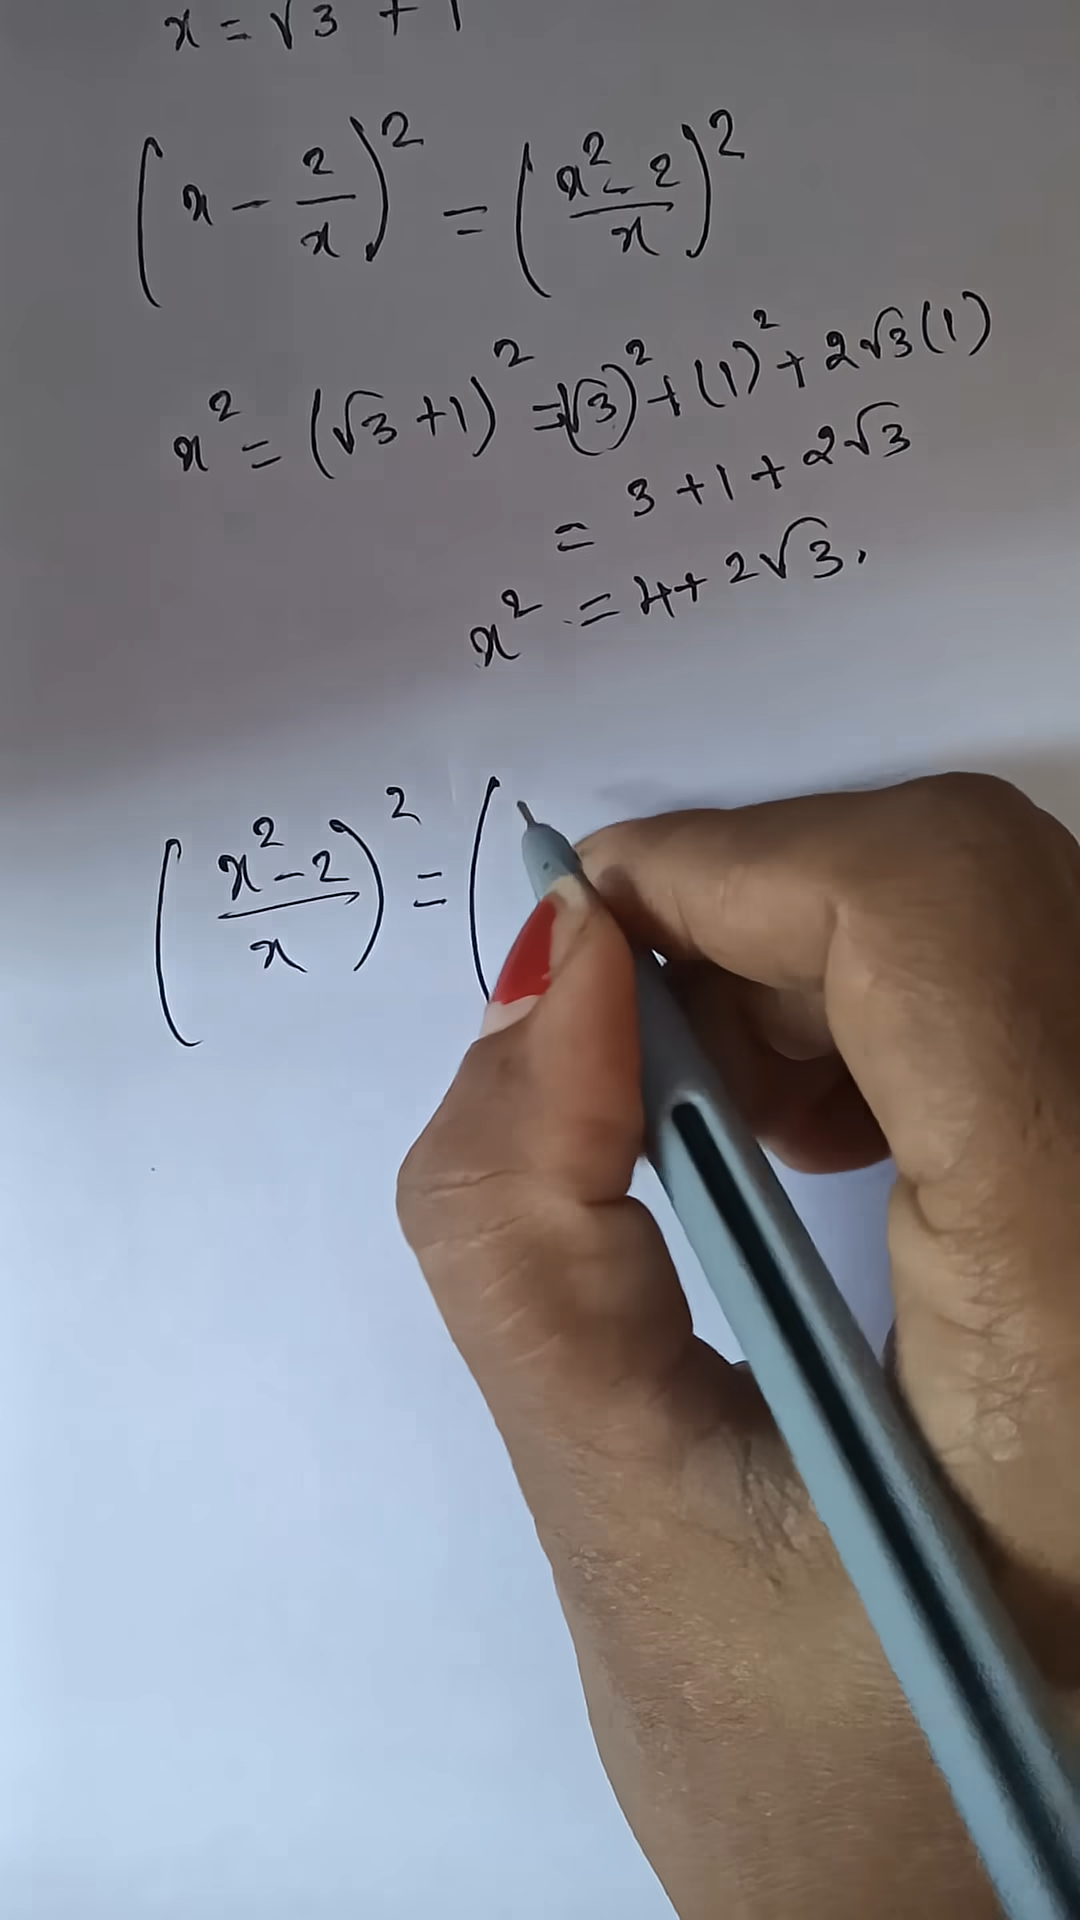 x = √3 + 1
(x - 2/x)² = (x² - 2/x)²
x² = (√3 + 1)² = (√3)² + (1)² + 2√3(1)
= 3 + 1 + 2√3
x² = 4 + 2√3.
(x² - 2/x)² = (